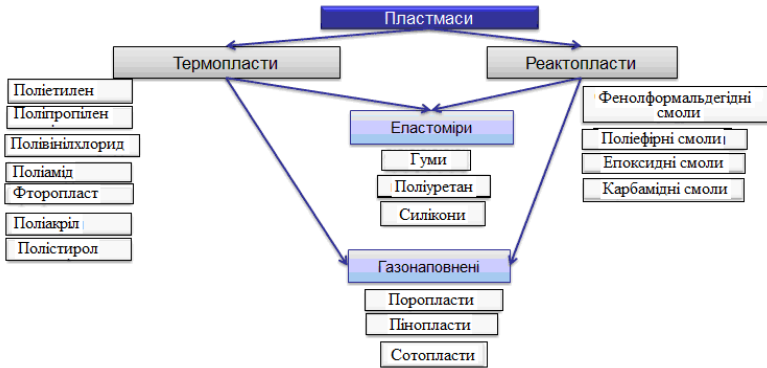 Пластмаси
Термопласти
Реактопласти
Поліетилен
Поліпропілен
Полівінілхлорид
Поліамід
Фторопласт
Поліакріл
Полістирол
Еластоміри
Гуми
Поліуретан
Силікони
Фенолформальдегідні
смоли
Поліефірні смоли
Епоксидні смоли
Карбамідні смоли
Газонаповнені
Поропласти
Пінопласти
Сотопласти